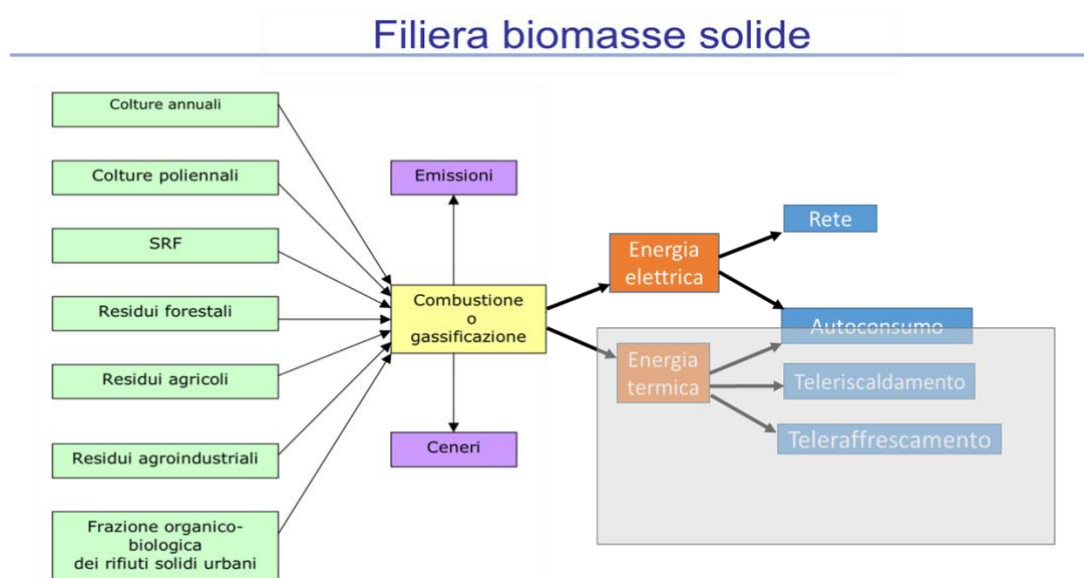 Filiera biomasse solide
Colture annuali
Colture poliennali
SRF
Residui forestali
Residui agricoli
Residui agroindustriali
Frazione organico-
biologica
dei rifiuti solidi urbani
Emissioni
Combustione
o
gassificazione
Ceneri
Energia
elettrica
Energia
termica
Rete
Autoconsumo
Teleriscaldamento
Teleraffrescamento